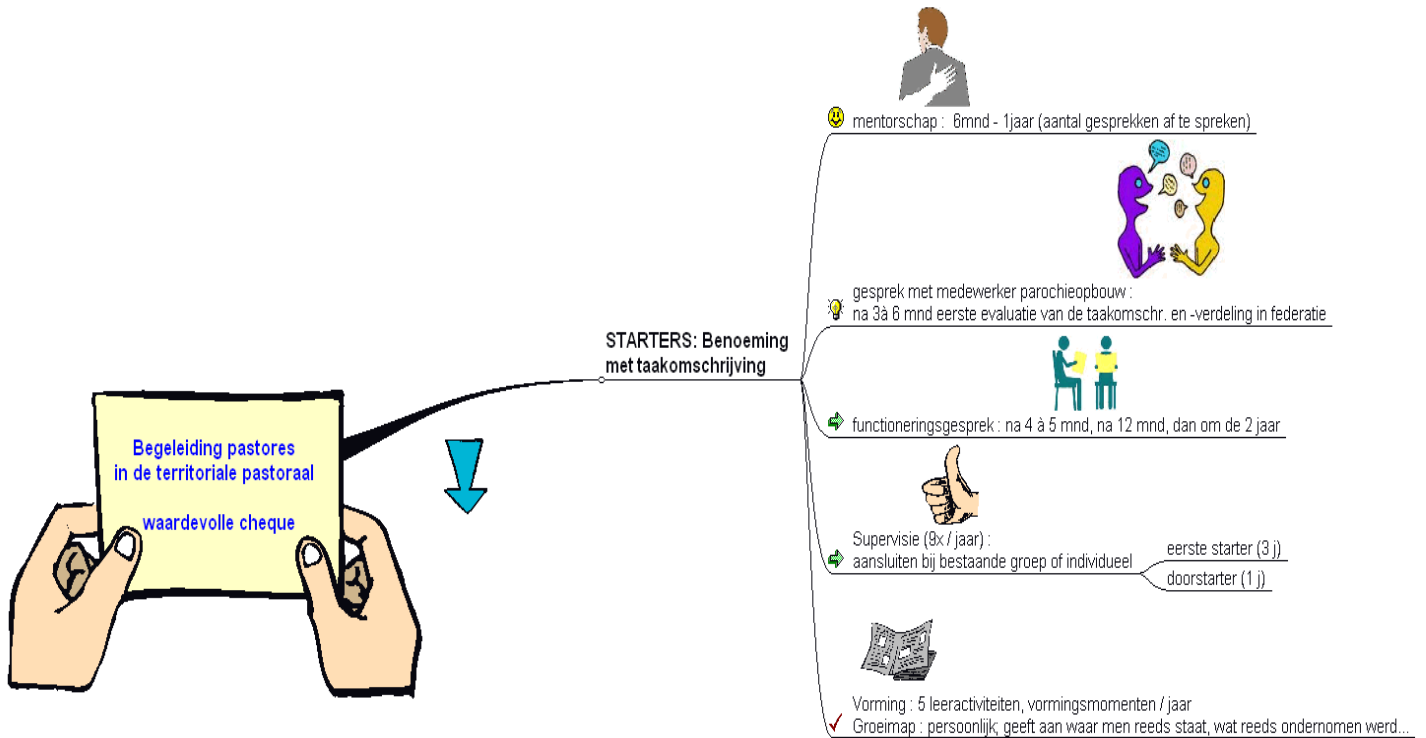 Begeleiding pastores
in de territoriale pastoraal
waardevolle cheque
STARTERS: Benoeming
met taakomschrijving
mentorschap : 6mnd - 1jaar (aantal gesprekken af te spreken)
gesprek met medewerker parochieopbouw :
na 3à 6 mnd eerste evaluatie van de taakomschr. en -verdeling in federatie
functioneringsgesprek : na 4 à 5 mnd, na 12 mnd, dan om de 2 jaar
Supervisie (9x / jaar) :
aansluiten bij bestaande groep of individueel
eerste starter (3 j)
doorstarter (1 j)
Vorming : 5 leeractiviteiten, vormingsmomenten / jaar
Groeimap : persoonlijk; geeft aan waar men reeds staat, wat reeds ondernomen werd...